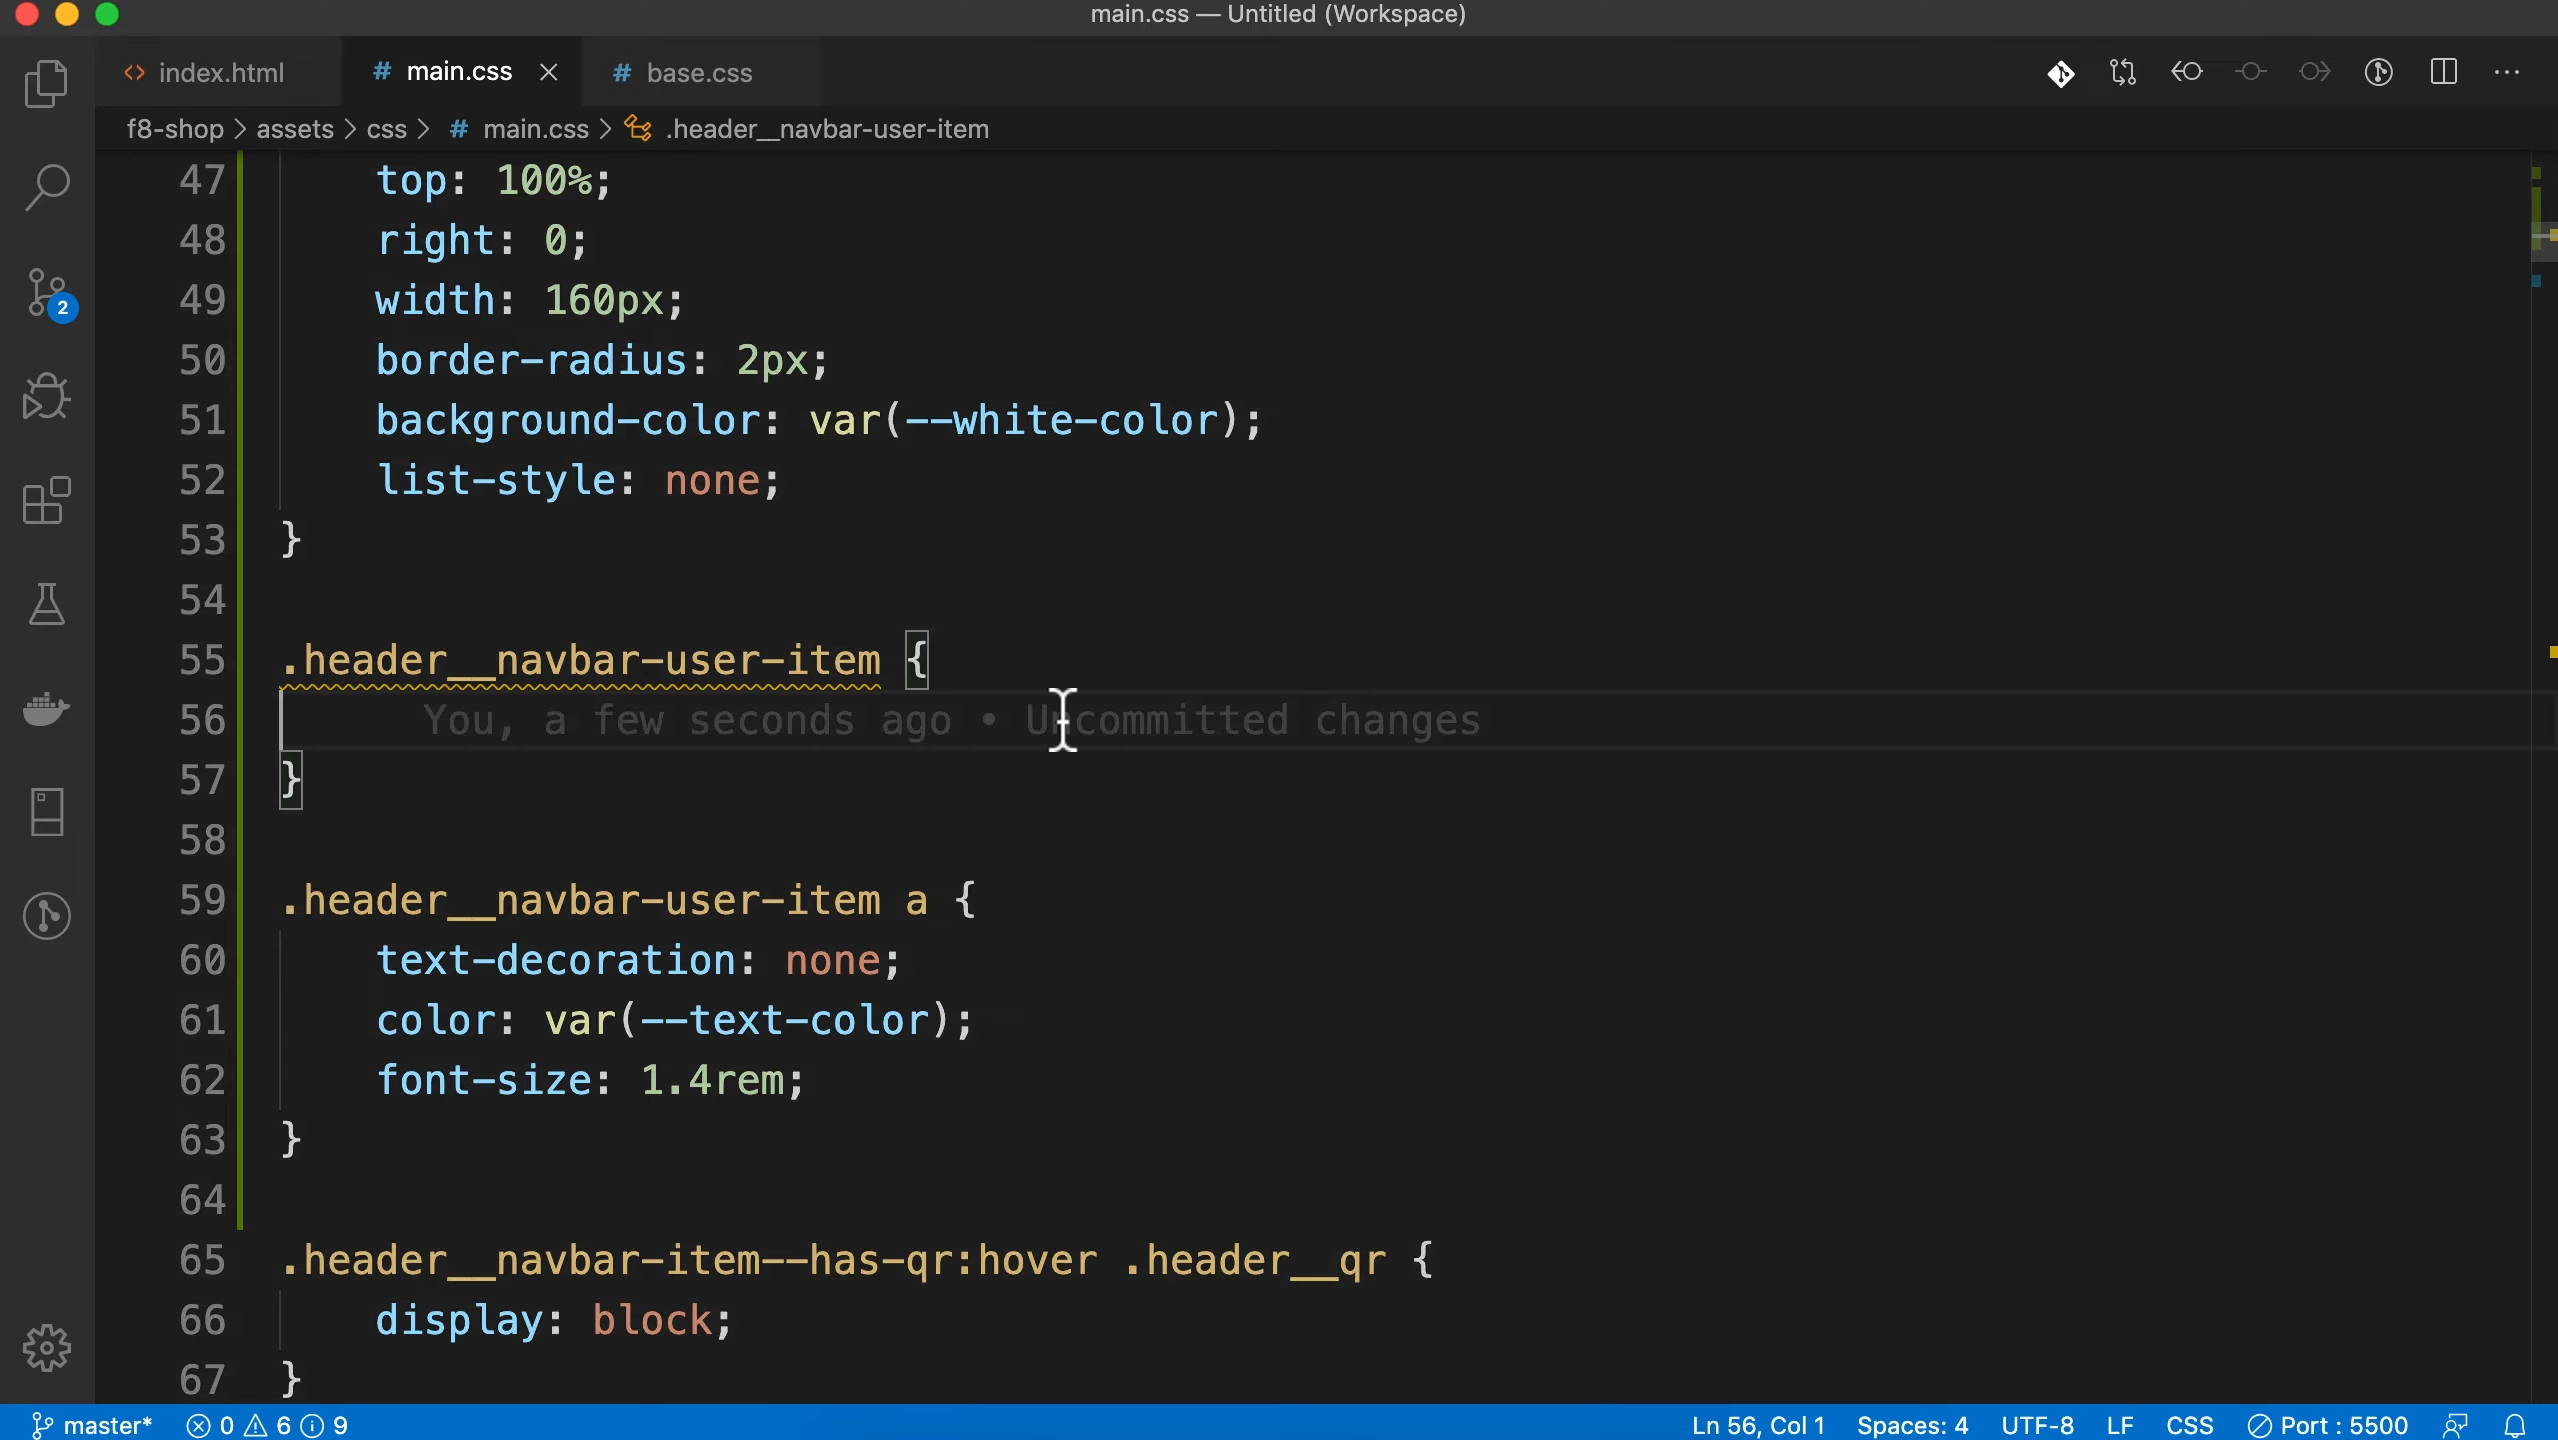 main.css — Untitled (Workspace)
<> index.html
# main.css ×
# base.css
f8-shop > assets > css > # main.css > .header__navbar-user-item
47 top: 100%;
48 right: 0;
49 width: 160px;
50 border-radius: 2px;
51 background-color: var(--white-color);
52 list-style: none;
53 }
54
55 .header__navbar-user-item {
56 You, a few seconds ago • Uncommitted changes
57 }
58
59 .header__navbar-user-item a {
60 text-decoration: none;
61 color: var(--text-color);
62 font-size: 1.4rem;
63 }
64
65 .header__navbar-item--has-qr:hover .header__qr {
66 display: block;
67 }
2
master* 0 6 9 Ln 56, Col 1 Spaces: 4 UTF-8 LF CSS Port : 5500